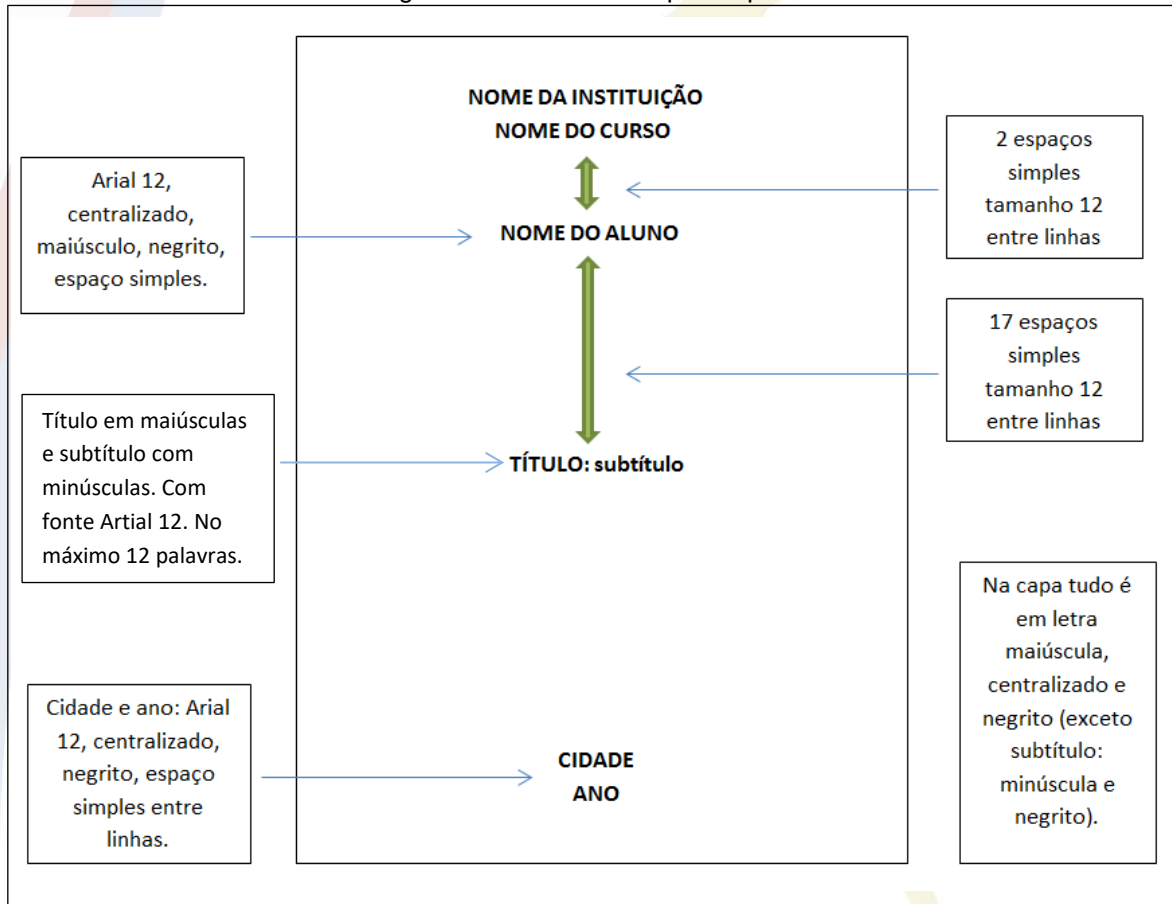 NOME DA INSTITUIÇÃO
NOME DO CURSO
2 espaços
simples
tamanho 12
entre linhas
Arial 12,
centralizado,
maiúsculo, negrito,
espaço simples.
NOME DO ALUNO
17 espaços
simples
tamanho 12
entre linhas
Título em maiúsculas
e subtítulo com
minúsculas. Com
fonte Artial 12. No
máximo 12 palavras.
TÍTULO: subtítulo
Na capa tudo é
em letra
maiúscula,
centralizado e
negrito (exceto
subtítulo:
minúscula e
negrito).
Cidade e ano: Arial
12, centralizado,
negrito, espaço
simples entre
linhas.
CIDADE
ANO